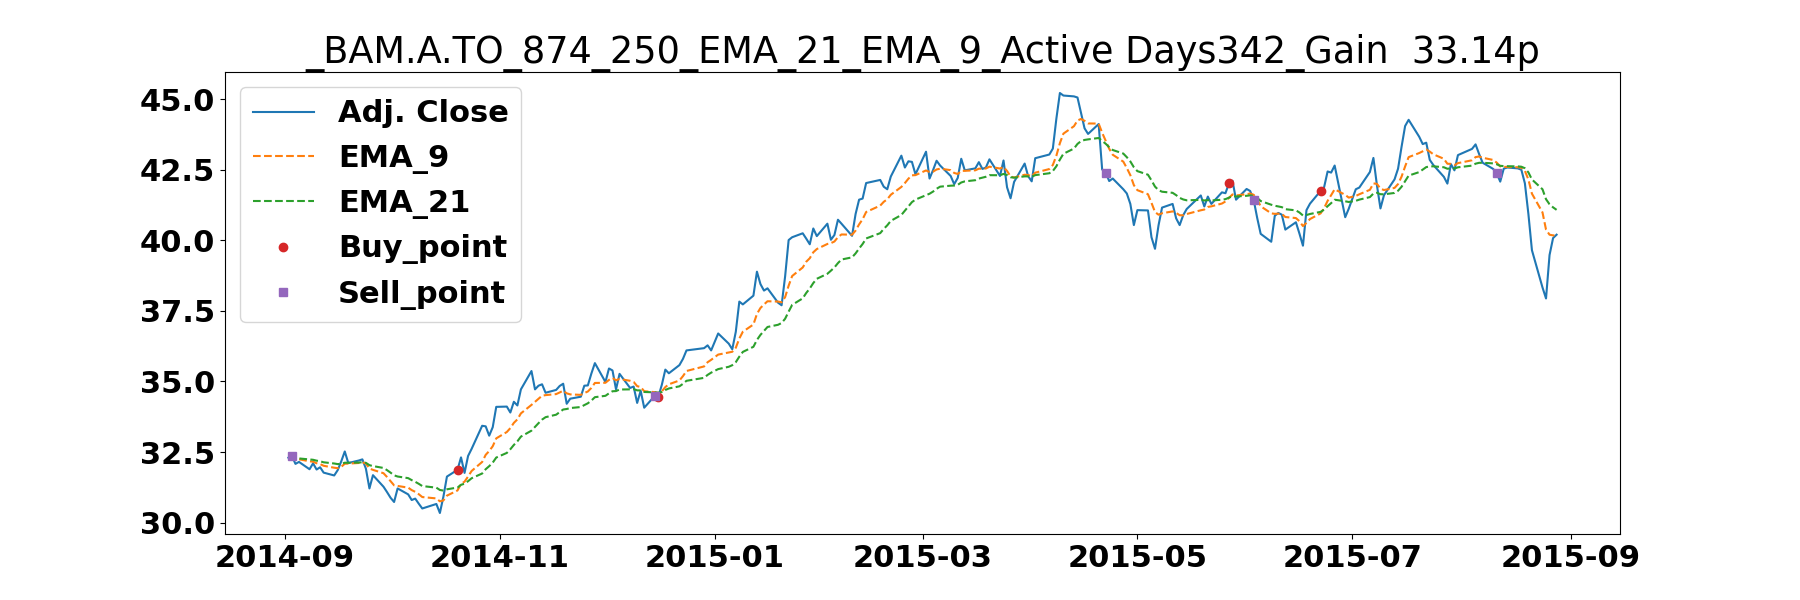 _BAM.A.TO_874_250_EMA_21_EMA_9_Active Days342_Gain  33.14p
45.0
42.5
40.0
37.5
35.0
32.5
30.0
Adj. Close
EMA_9
EMA_21
Buy_point
Sell_point
2014-09 2014-11 2015-01 2015-03 2015-05 2015-07 2015-09